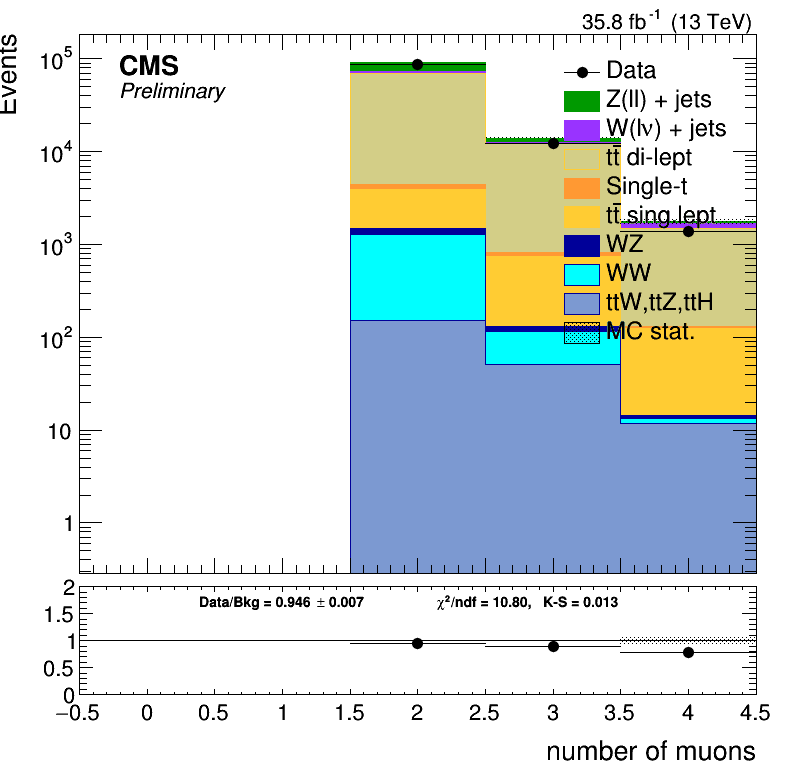 35.8 fb⁻¹ (13 TeV)
Events
CMS
Preliminary
Data
Z(ll) + jets
W(lν) + jets
tt̄ di-lept
Single-t
tt̄ sing lept
WZ
WW
ttW,ttZ,ttH
MC stat.
10⁵
10⁴
10³
10²
10
1
Data/Bkg = 0.946 ± 0.007 χ²/ndf = 10.80, K-S = 0.013
2
1.5
1
0.5
0
−0.5 0 0.5 1 1.5 2 2.5 3 3.5 4 4.5
number of muons